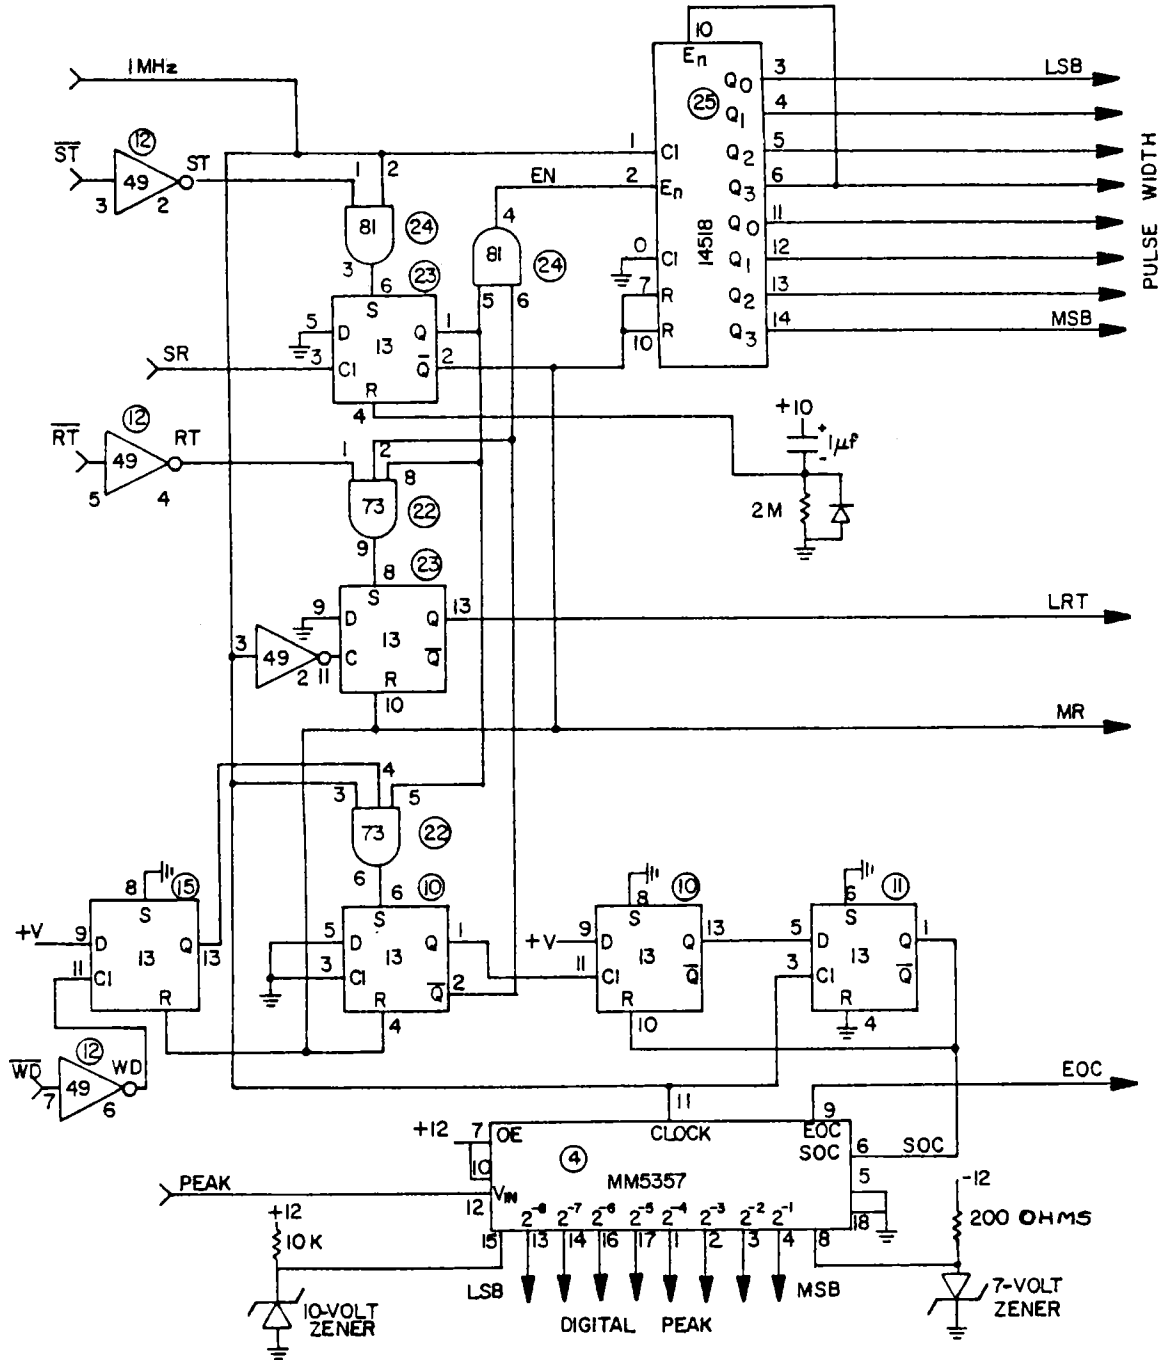 10
En
1MHz
25
Q0 3 LSB
Q1 4
Q2 5
Q3 6
Q0 11
Q1 12
Q2 13
Q3 14 MSB
PULSE WIDTH
14518
1 Cl
EN 2 En
0 Cl
7 R
10 R
ST
12
49
ST
3 2
1 2
81
24
3
4
81
24
5 6
23
6
S
5 D
13
Q 1
SR 3 Cl
Q 2
R
4
+10
+
1µf
-
2M
RT
12
49
RT
5 4
1 2 8
73
22
9
23
8
S
9 D
13
Q 13
LRT
3
49
2 11 C
Q
R
10
MR
3 4 5
73
22
6
15
8
S
+V 9 D
13
Q
13
11 Cl
R
WD
12
49
WD
7 6
10
6
S
5 D
13
Q 1
3 Cl
Q 2
R
4
10
8
S
+V 9 D
13
Q 13
11 Cl
Q
R
10
11
6
S
5 D
13
Q 1
3 Cl
Q
R
4
EOC
11
CLOCK
9
EOC
SOC
6 SOC
+12 7 OE
10
4
MM5357
5
18
PEAK
12 VIN
2-8 2-7 2-6 2-5 2-4 2-3 2-2 2-1
15 13 14 16 17 1 2 3 4 8
+12
10K
10-VOLT
ZENER
LSB
MSB
DIGITAL PEAK
-12
200 OHMS
7-VOLT
ZENER